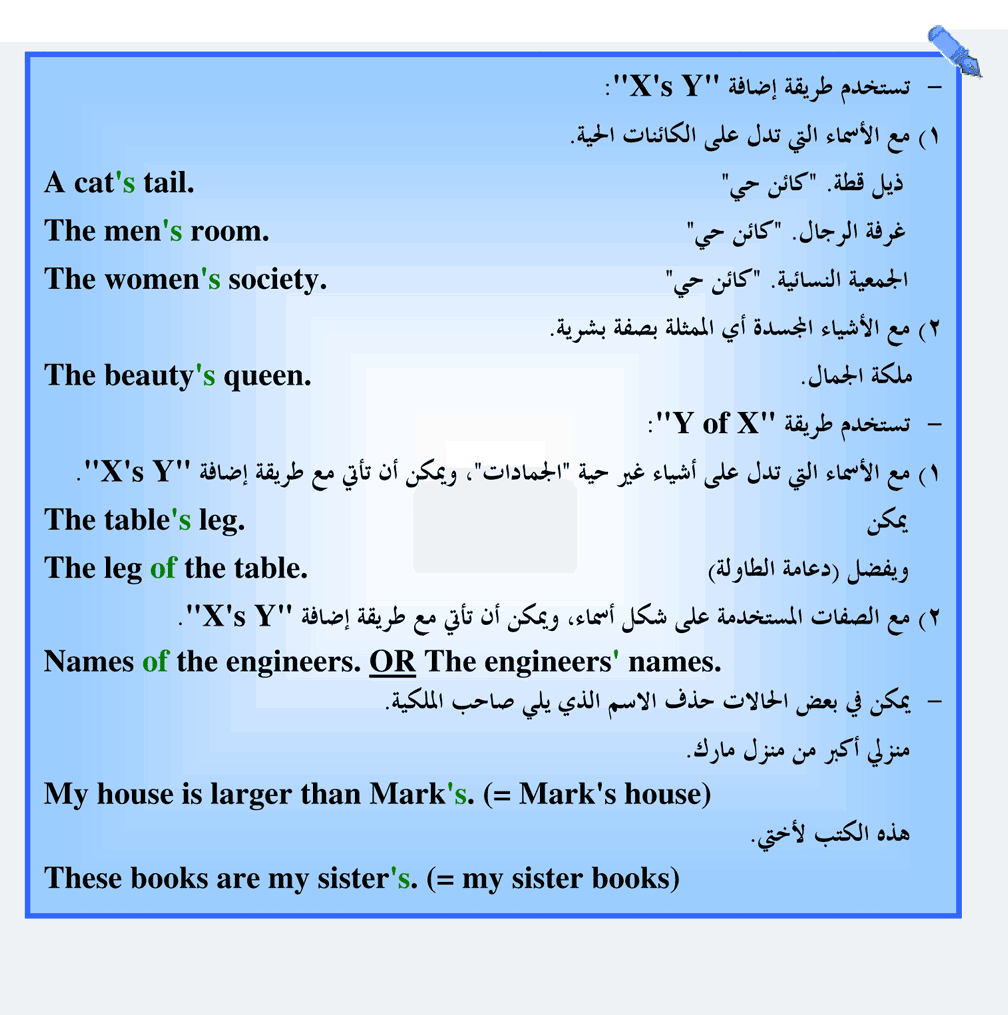 – تستخدم طريقة إضافة "X's Y":
١) مع الأسماء التي تدل على الكائنات الحية.
A cat's tail. ذيل قطة. "كائن حي"
The men's room. غرفة الرجال. "كائن حي"
The women's society. الجمعية النسائية. "كائن حي"
٢) مع الأشياء المجسدة أي الممثلة بصفة بشرية.
The beauty's queen. ملكة الجمال.
– تستخدم طريقة "Y of X":
١) مع الأسماء التي تدل على أشياء غير حية "الجمادات"، ويمكن أن تأتي مع طريقة إضافة "X's Y".
The table's leg. يمكن
The leg of the table. ويفضل (دعامة الطاولة)
٢) مع الصفات المستخدمة على شكل أسماء، ويمكن أن تأتي مع طريقة إضافة "X's Y".
Names of the engineers. OR The engineers' names.
– يمكن في بعض الحالات حذف الاسم الذي يلي صاحب الملكية.
منزلي أكبر من منزل مارك.
My house is larger than Mark's. (= Mark's house)
هذه الكتب لأختي.
These books are my sister's. (= my sister books)